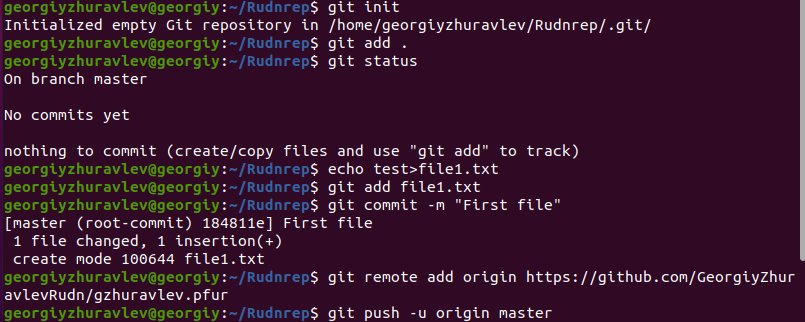 georgiyzhuravlev@georgiy:~/Rudnrep$ git init
Initialized empty Git repository in /home/georgiyzhuravlev/Rudnrep/.git/
georgiyzhuravlev@georgiy:~/Rudnrep$ git add .
georgiyzhuravlev@georgiy:~/Rudnrep$ git status
On branch master
No commits yet
nothing to commit (create/copy files and use "git add" to track)
georgiyzhuravlev@georgiy:~/Rudnrep$ echo test>file1.txt
georgiyzhuravlev@georgiy:~/Rudnrep$ git add file1.txt
georgiyzhuravlev@georgiy:~/Rudnrep$ git commit -m "First file"
[master (root-commit) 184811e] First file
1 file changed, 1 insertion(+)
create mode 100644 file1.txt
georgiyzhuravlev@georgiy:~/Rudnrep$ git remote add origin https://github.com/GeorgiyZhur
avlevRudn/gzhuravlev.pfur
georgiyzhuravlev@georgiy:~/Rudnrep$ git push -u origin master